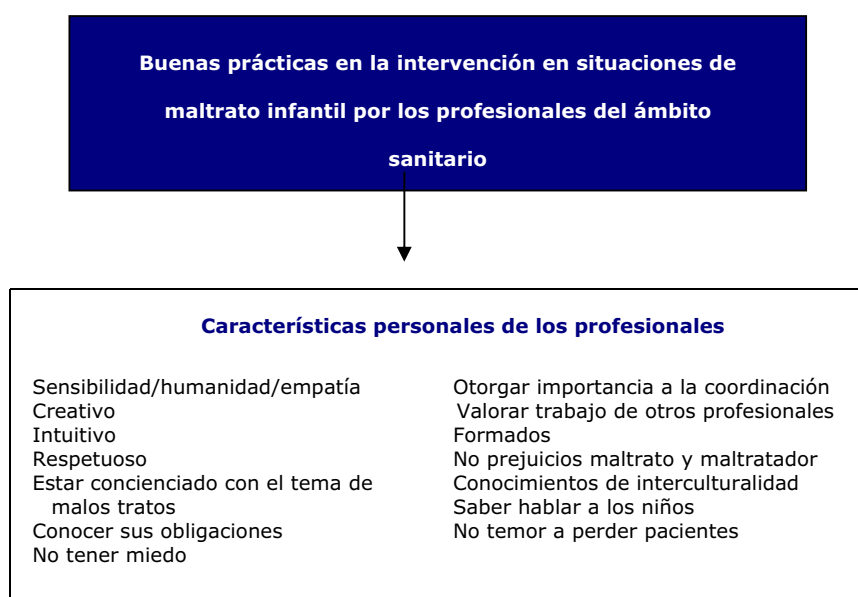 Buenas prácticas en la intervención en situaciones de
maltrato infantil por los profesionales del ámbito
sanitario
Características personales de los profesionales
Sensibilidad/humanidad/empatía
Creativo
Intuitivo
Respetuoso
Estar concienciado con el tema de
malos tratos
Conocer sus obligaciones
No tener miedo
Otorgar importancia a la coordinación
Valorar trabajo de otros profesionales
Formados
No prejuicios maltrato y maltratador
Conocimientos de interculturalidad
Saber hablar a los niños
No temor a perder pacientes